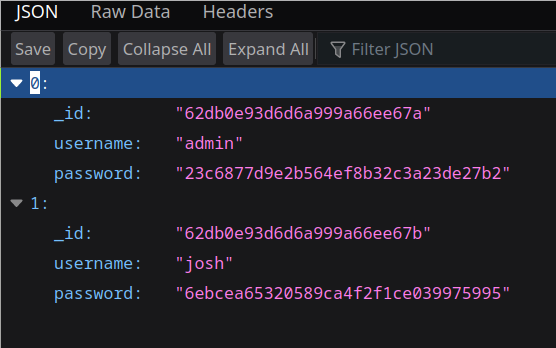 JSON Raw Data Headers
Save Copy Collapse All Expand All Filter JSON
0:
_id: "62db0e93d6d6a999a66ee67a"
username: "admin"
password: "23c6877d9e2b564ef8b32c3a23de27b2"
1:
_id: "62db0e93d6d6a999a66ee67b"
username: "josh"
password: "6ebcea65320589ca4f2f1ce039975995"